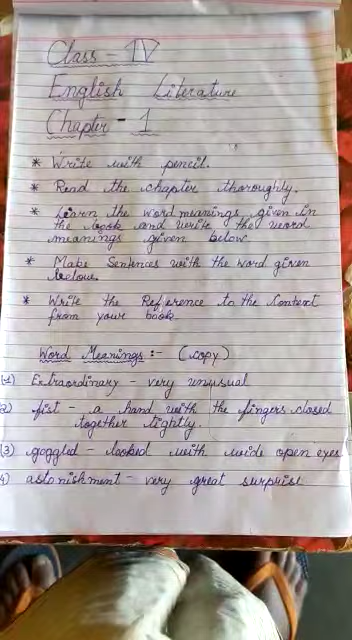 Class - IV
English Literature
Chapter - 1
* Write with pencil.
* Read the chapter thoroughly.
* Learn the word meanings given in
the book and write the word
meanings given below
* Make Sentences with the word given
below.
* Write the Reference to the Context
from your book.
Word Meanings :- (copy)
(1) Extraordinary - very unusual
(2) fist - a hand with the fingers closed
together tightly.
(3) goggled - looked with wide open eyes
4) astonishment - very great surprise